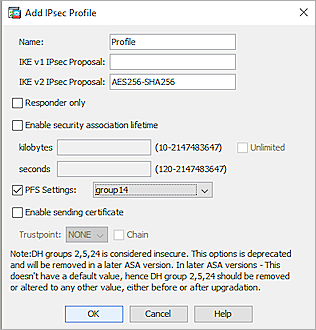 Add IPsec Profile
Name: Profile
IKE v1 IPsec Proposal:
IKE v2 IPsec Proposal: AES256-SHA256
Responder only
Enable security association lifetime
kilobytes (10-2147483647) Unlimited
seconds (120-2147483647)
PFS Settings: group14
Enable sending certificate
Trustpoint: NONE Chain
Note:DH groups 2,5,24 is considered insecure. This option is deprecated
and will be removed in a later ASA version. In later ASA versions - This
doesn't have a default value, hence DH group 2,5,24 should be removed
or altered to any other value, either before or after upgradation.
OK Cancel Help